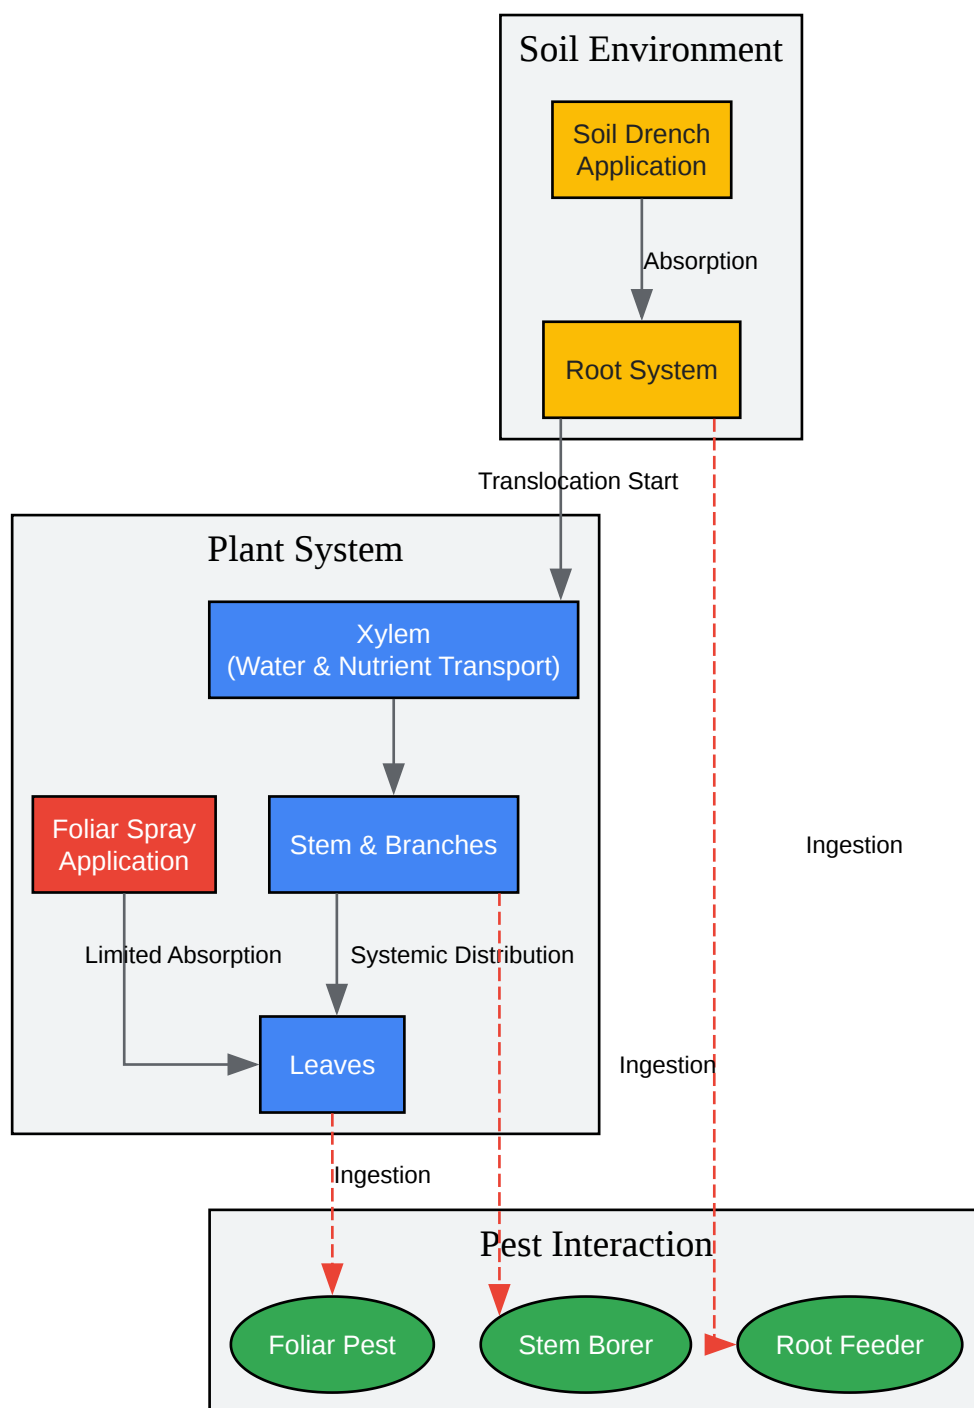 Soil Environment
Soil Drench
Application
Absorption
Root System
Translocation Start
Plant System
Xylem
(Water & Nutrient Transport)
Foliar Spray
Application
Stem & Branches
Ingestion
Limited Absorption
Systemic Distribution
Leaves
Ingestion
Ingestion
Pest Interaction
Foliar Pest
Stem Borer
Root Feeder